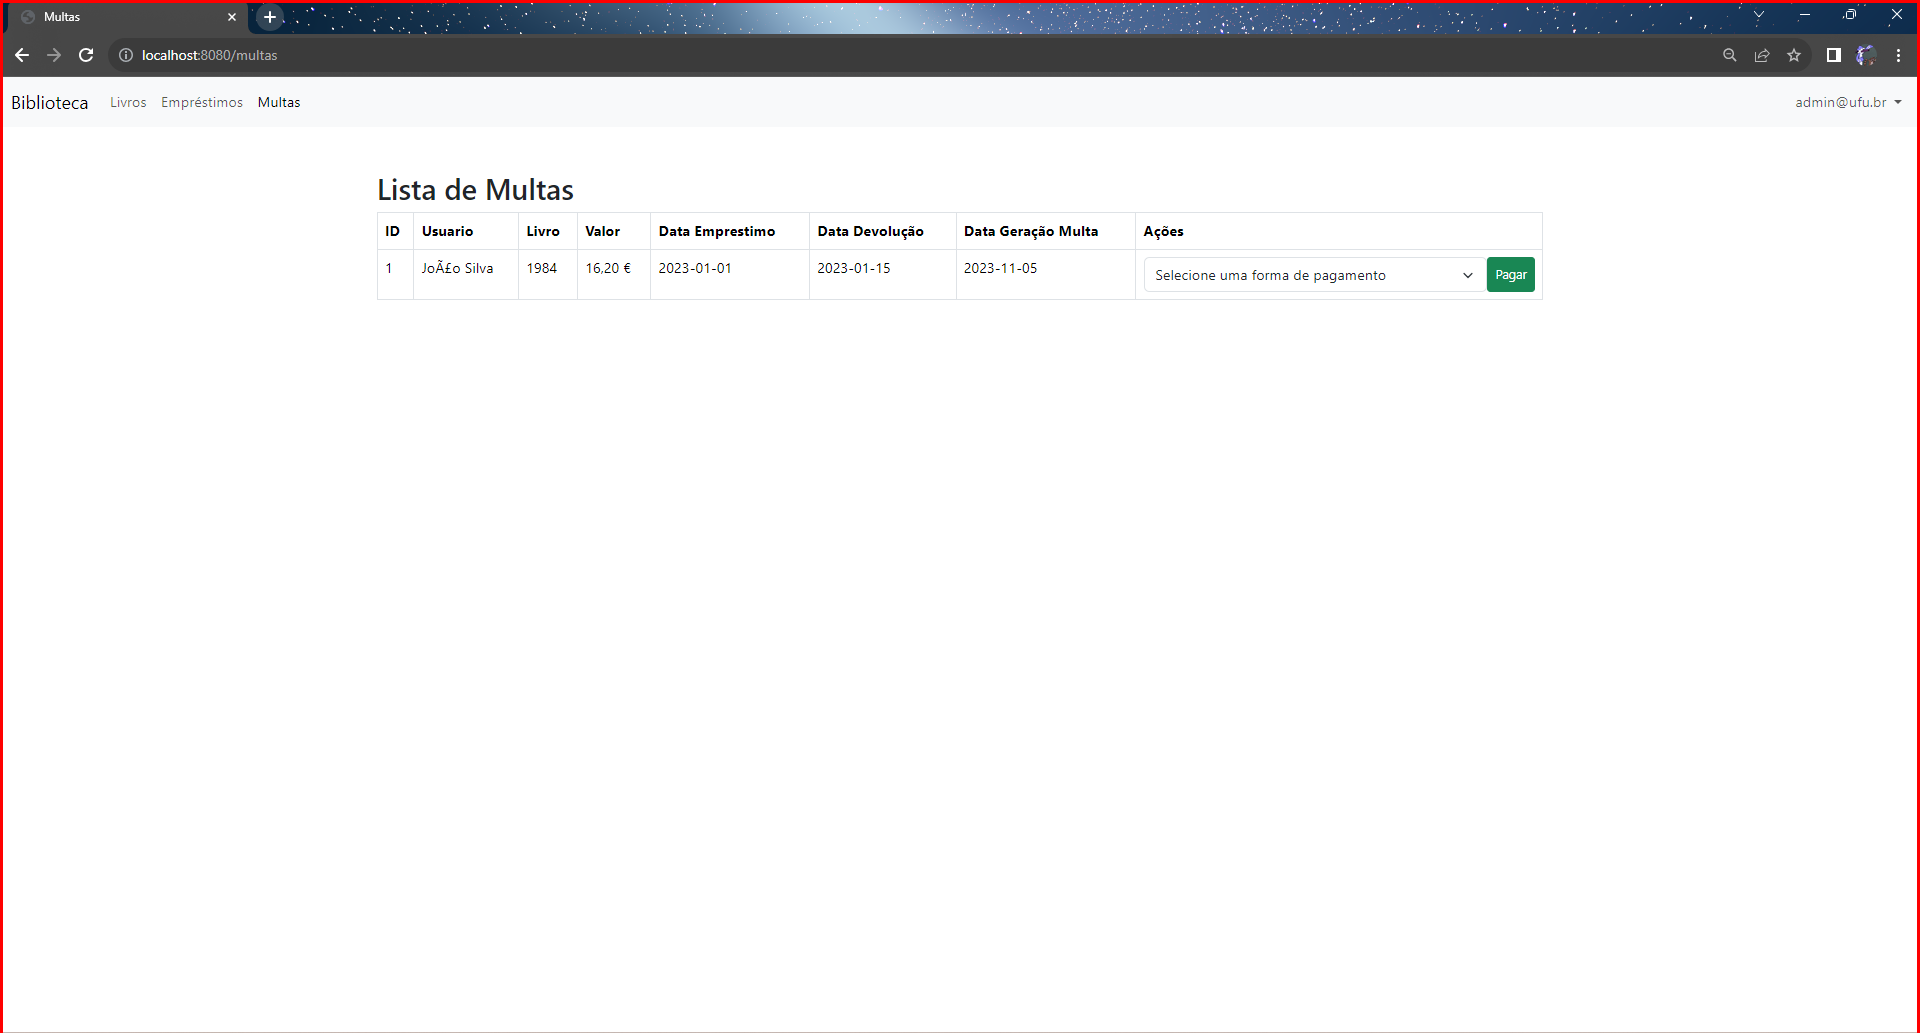 Multas
localhost:8080/multas
Biblioteca Livros Empréstimos Multas admin@ufu.br
Lista de Multas
ID Usuario Livro Valor Data Emprestimo Data Devolução Data Geração Multa Ações
1 JoÃ£o Silva 1984 16,20 € 2023-01-01 2023-01-15 2023-11-05 Selecione uma forma de pagamento Pagar